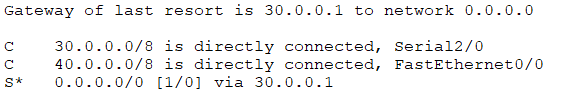 Gateway of last resort is 30.0.0.1 to network 0.0.0.0
C 30.0.0.0/8 is directly connected, Serial2/0
C 40.0.0.0/8 is directly connected, FastEthernet0/0
S* 0.0.0.0/0 [1/0] via 30.0.0.1